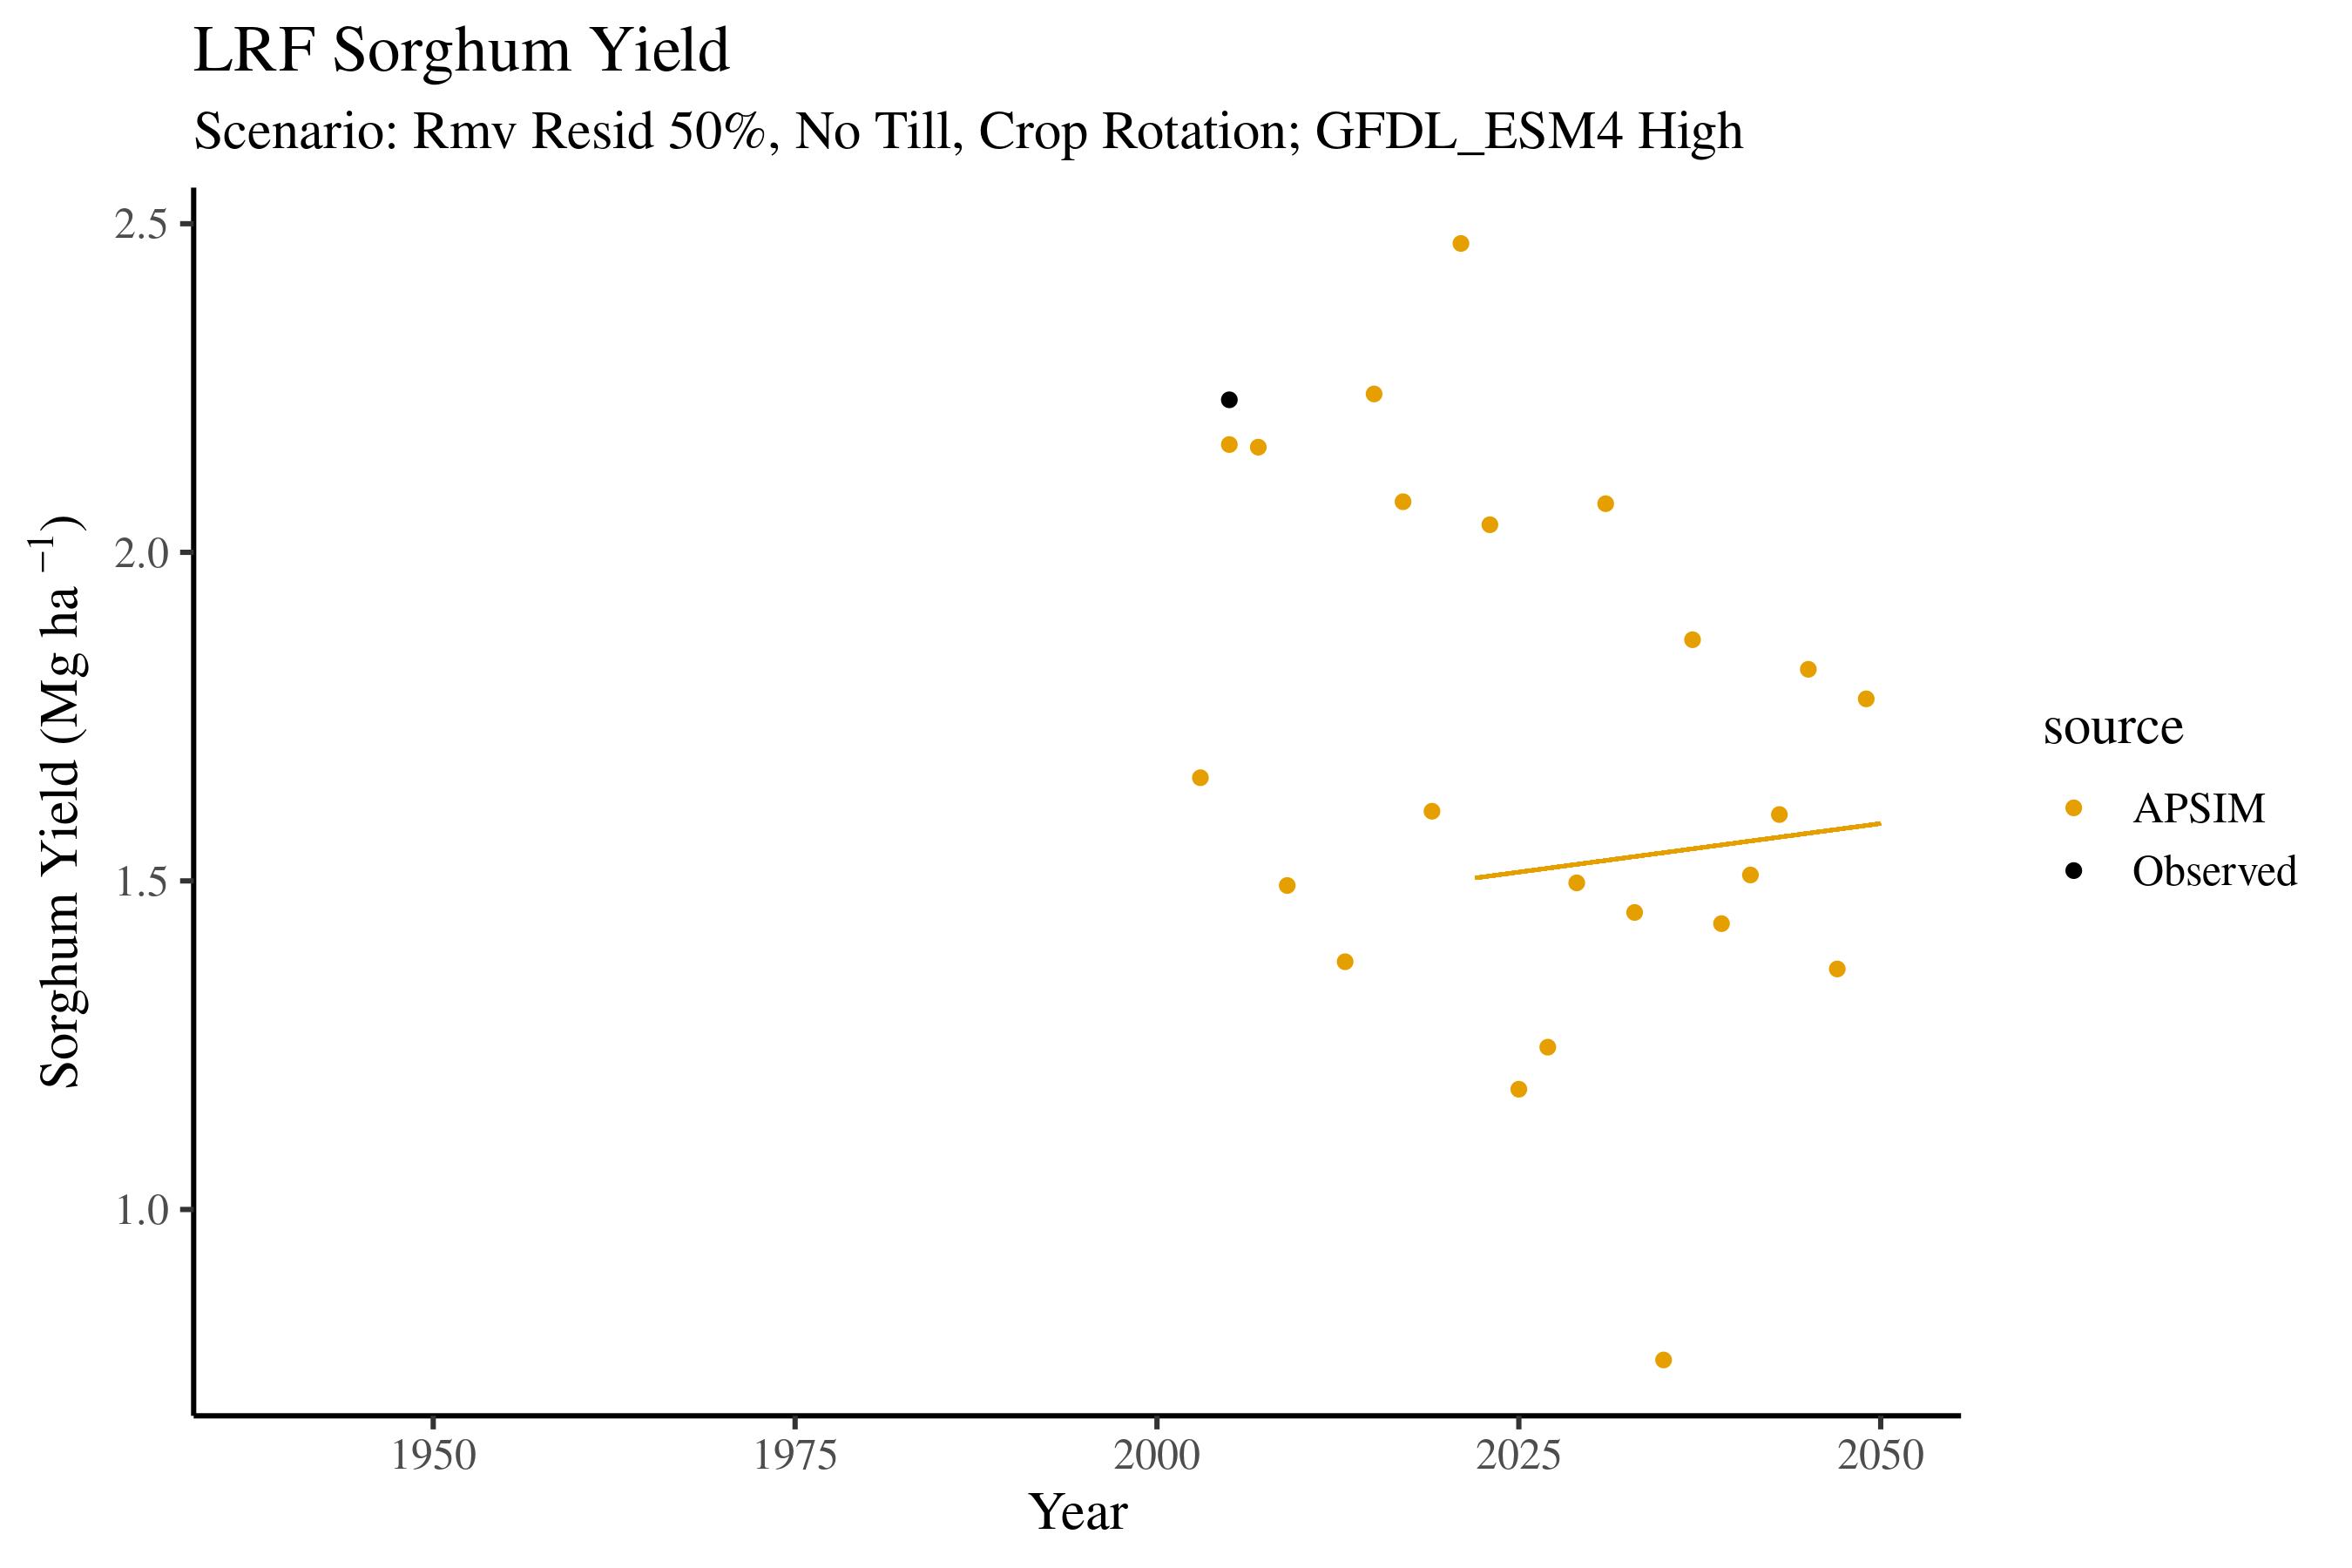 LRF Sorghum Yield
Scenario: Rmv Resid 50%, No Till, Crop Rotation; GFDL_ESM4 High
Sorghum Yield (Mg ha ⁻¹)
2.5
2.0
1.5
1.0
1950 1975 2000 2025 2050
Year
source
APSIM
Observed